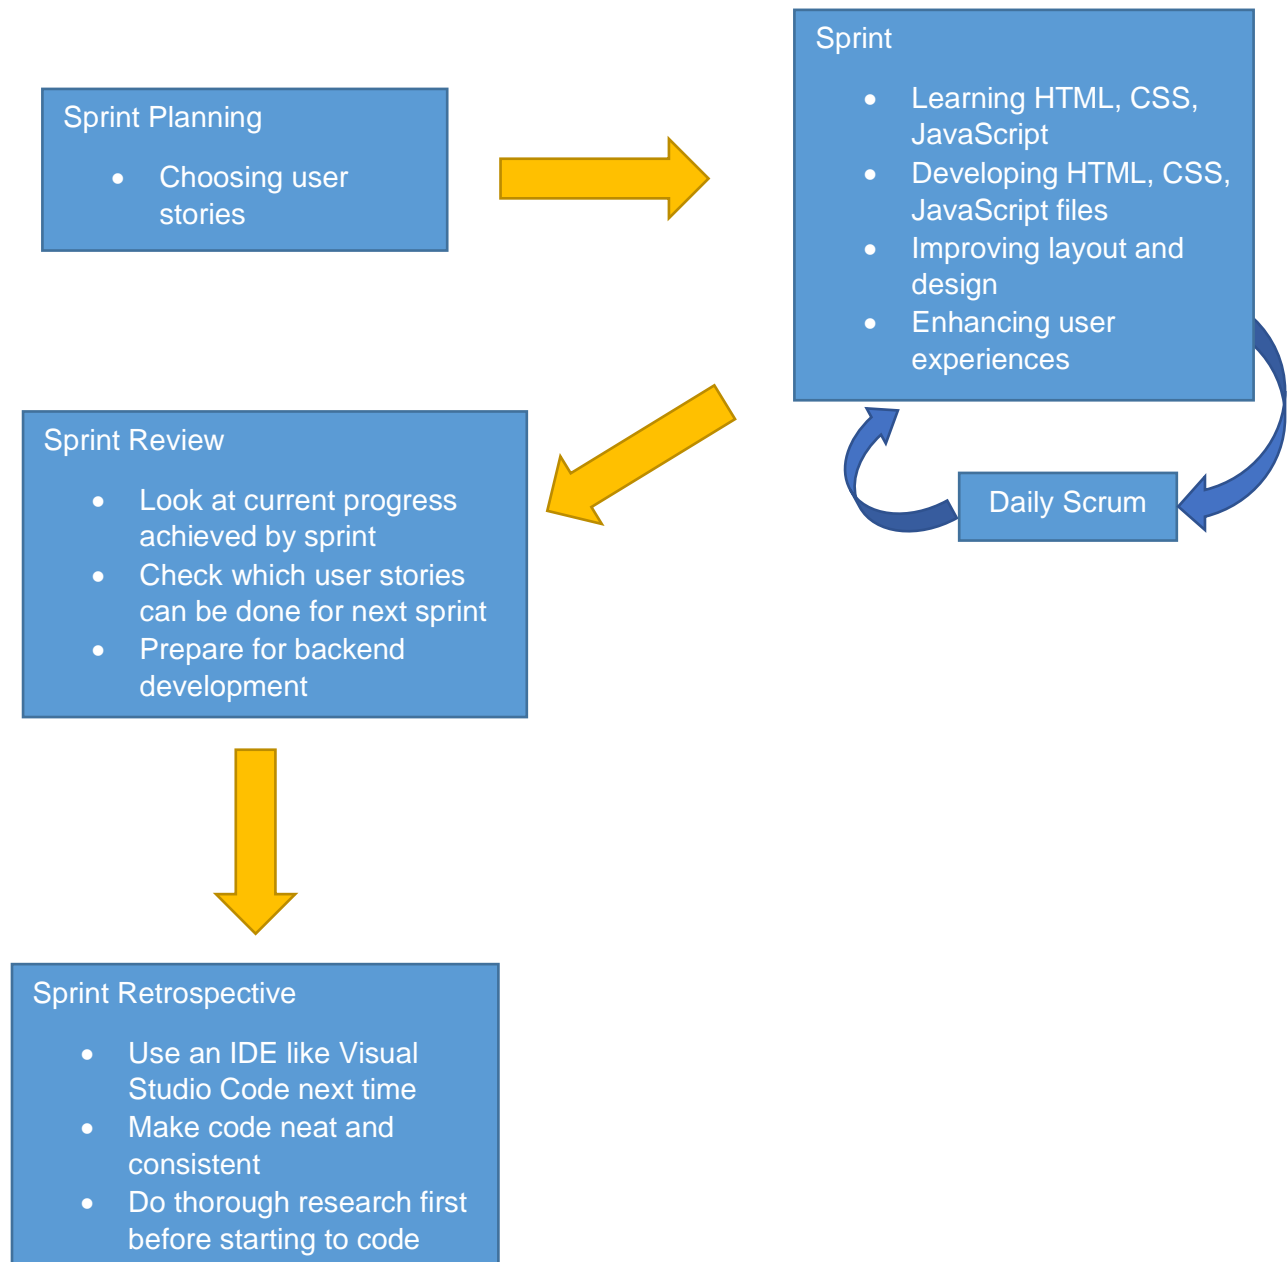 Sprint Planning
• Choosing user
stories
Sprint
• Learning HTML, CSS,
JavaScript
• Developing HTML, CSS,
JavaScript files
• Improving layout and
design
• Enhancing user
experiences
Daily Scrum
Sprint Review
• Look at current progress
achieved by sprint
• Check which user stories
can be done for next sprint
• Prepare for backend
development
Sprint Retrospective
• Use an IDE like Visual
Studio Code next time
• Make code neat and
consistent
• Do thorough research first
before starting to code